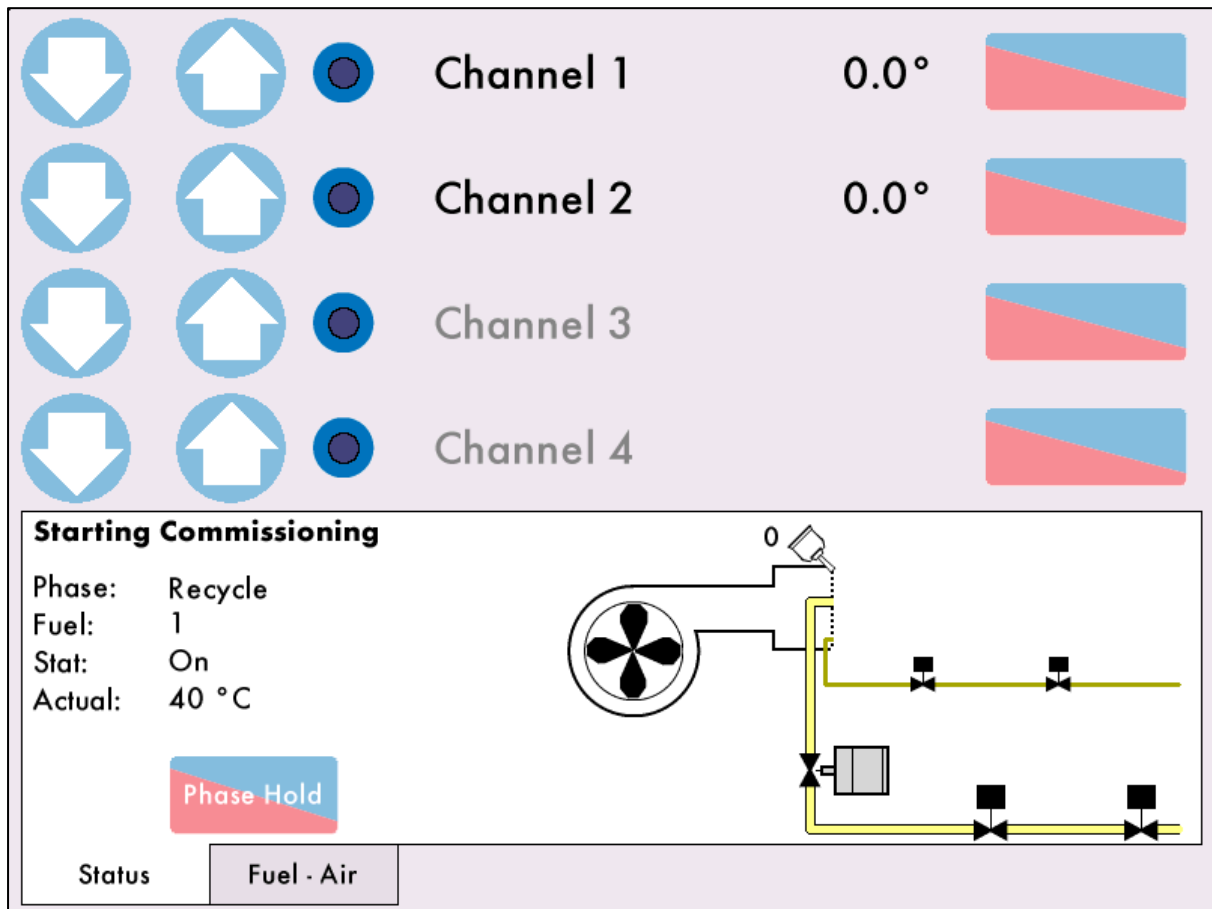 Channel 1 0.0°
Channel 2 0.0°
Channel 3
Channel 4
Starting Commissioning
0
Phase: Recycle
Fuel: 1
Stat: On
Actual: 40 °C
Phase Hold
Status Fuel - Air